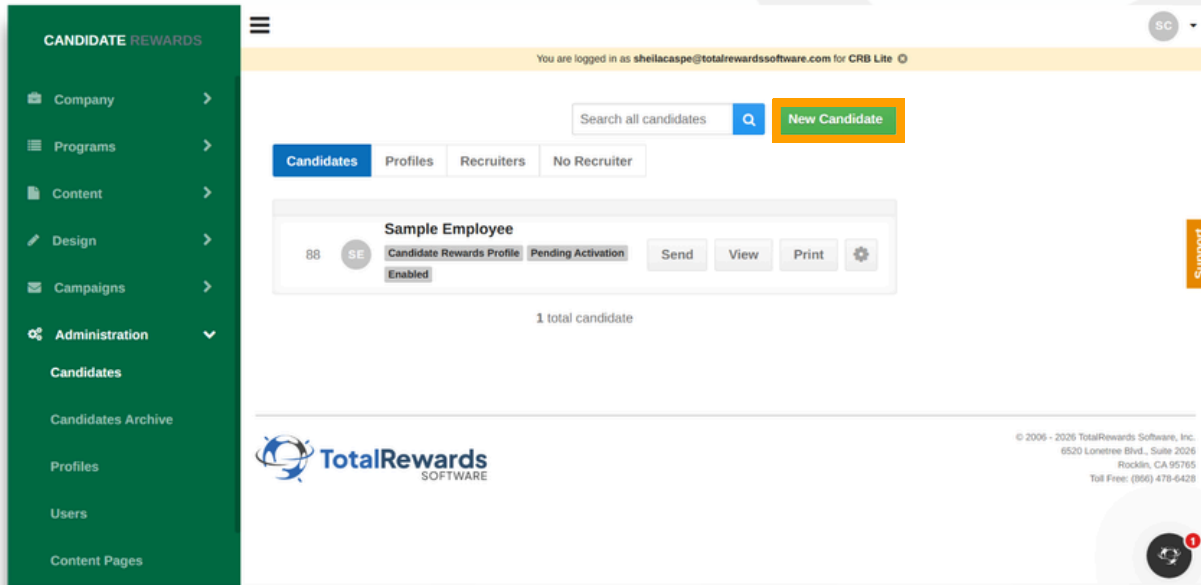 CANDIDATE REWARDS
Company
Programs
Content
Design
Campaigns
Administration
Candidates
Candidates Archive
Profiles
Users
Content Pages
SC
You are logged in as sheilacaspe@totalrewardssoftware.com for CRB Lite
Search all candidates
New Candidate
Candidates Profiles Recruiters No Recruiter
Sample Employee
88 SE Candidate Rewards Profile Pending Activation Send View Print
Enabled
1 total candidate
Support
TotalRewards
SOFTWARE
© 2006 - 2026 TotalRewards Software, Inc.
6520 Lonetree Blvd., Suite 2026
Rocklin, CA 95765
Toll Free: (866) 478-6428
1